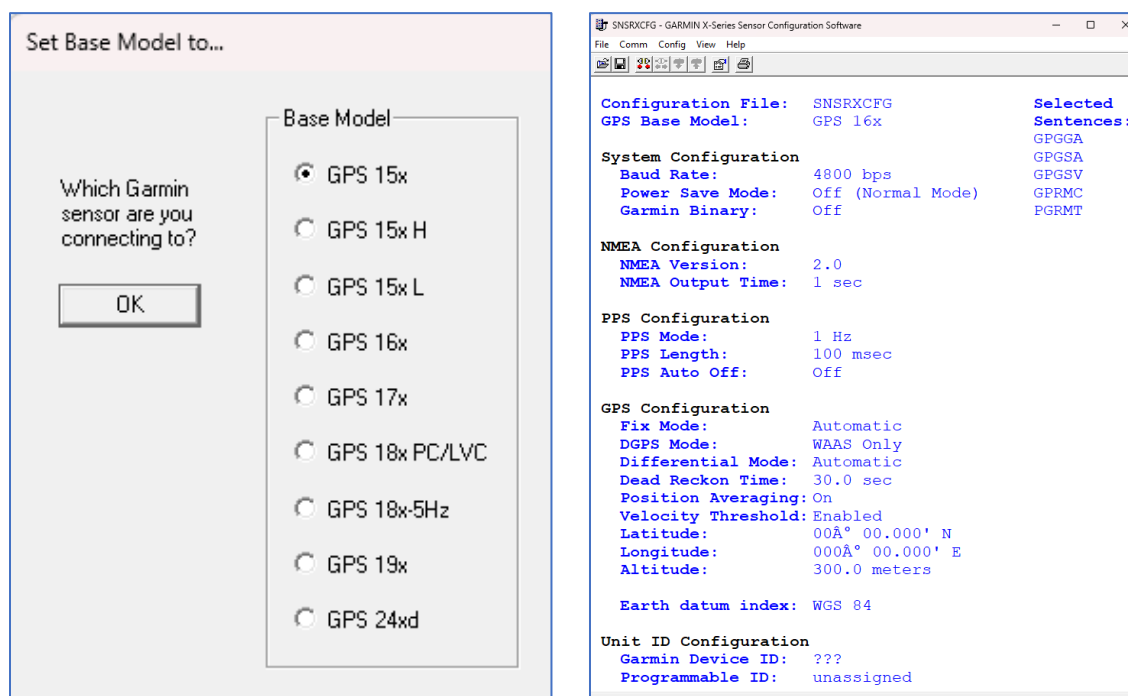 Set Base Model to...
Base Model
Which Garmin
sensor are you
connecting to?
OK
GPS 15x
GPS 15x H
GPS 15x L
GPS 16x
GPS 17x
GPS 18x PC/LVC
GPS 18x-5Hz
GPS 19x
GPS 24xd
SNSRXCFG - GARMIN X-Series Sensor Configuration Software
File Comm Config View Help
Configuration File: SNSRXCFG Selected
GPS Base Model: GPS 16x Sentences:
GPGGA
System Configuration GPGSA
Baud Rate: 4800 bps GPGSV
Power Save Mode: Off (Normal Mode) GPRMC
Garmin Binary: Off PGRMT
NMEA Configuration
NMEA Version: 2.0
NMEA Output Time: 1 sec
PPS Configuration
PPS Mode: 1 Hz
PPS Length: 100 msec
PPS Auto Off: Off
GPS Configuration
Fix Mode: Automatic
DGPS Mode: WAAS Only
Differential Mode: Automatic
Dead Reckon Time: 30.0 sec
Position Averaging: On
Velocity Threshold: Enabled
Latitude: 00Â° 00.000' N
Longitude: 000Â° 00.000' E
Altitude: 300.0 meters
Earth datum index: WGS 84
Unit ID Configuration
Garmin Device ID: ???
Programmable ID: unassigned